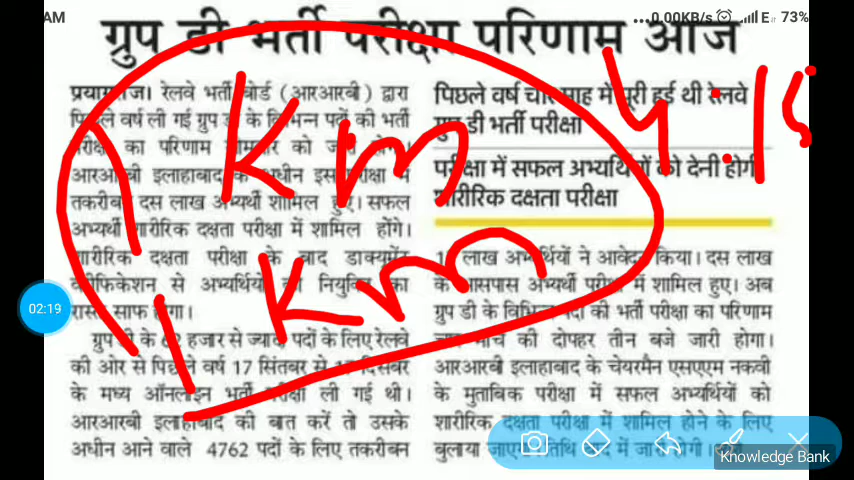 AM
...0.00KB/s
E
73%
ग्रुप डी भर्ती परीक्षा परिणाम आज
प्रयागराज। रेलवे भर्ती बोर्ड (आरआरबी) द्वारा
पिछले वर्ष ली गई ग्रुप डी के विभिन्न पदों की भर्ती
परीक्षा का परिणाम सोमवार को जारी होगा।
आरआरबी इलाहाबाद के अधीन इस परीक्षा में
तकरीबन दस लाख अभ्यर्थी शामिल हुए। सफल
अभ्यर्थी शारीरिक दक्षता परीक्षा में शामिल होंगे।
शारीरिक दक्षता परीक्षा के बाद डाक्यूमेंट
वेरीफिकेशन से अभ्यर्थियों की नियुक्ति का
रास्ता साफ होगा।
ग्रुप डी के 62 हजार से ज्यादा पदों के लिए रेलवे
की ओर से पिछले वर्ष 17 सितंबर से दिसंबर
के मध्य ऑनलाइन भर्ती परीक्षा ली गई थी।
आरआरबी इलाहाबाद की बात करें तो उसके
अधीन आने वाले 4762 पदों के लिए तकरीबन
पिछले वर्ष चार माह में पूरी हुई थी रेलवे
ग्रुप डी भर्ती परीक्षा
परीक्षा में सफल अभ्यर्थियों को देनी होगी
शारीरिक दक्षता परीक्षा
लाख अभ्यर्थियों ने आवेदन किया। दस लाख
के आसपास अभ्यर्थी परीक्षा में शामिल हुए। अब
ग्रुप डी के विभिन्न पदों की भर्ती परीक्षा का परिणाम
चार मार्च की दोपहर तीन बजे जारी होगा।
आरआरबी इलाहाबाद के चेयरमैन एसएएम नकवी
के मुताबिक परीक्षा में सफल अभ्यर्थियों को
शारीरिक दक्षता परीक्षा में शामिल होने के लिए
बुलाया तिथि बाद में जारी होगी।
1 km
1 km
4:15
02:19
Knowledge Bank